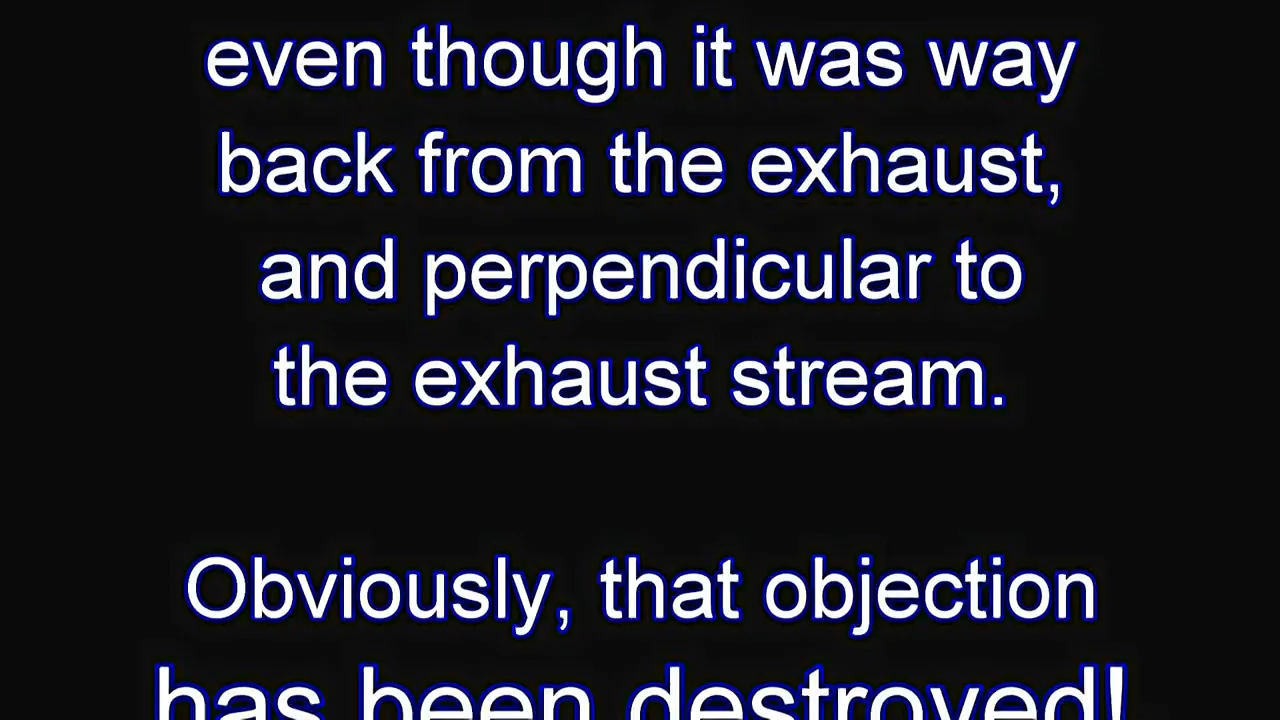 even though it was way
back from the exhaust,
and perpendicular to
the exhaust stream.
Obviously, that objection
has been destroyed!